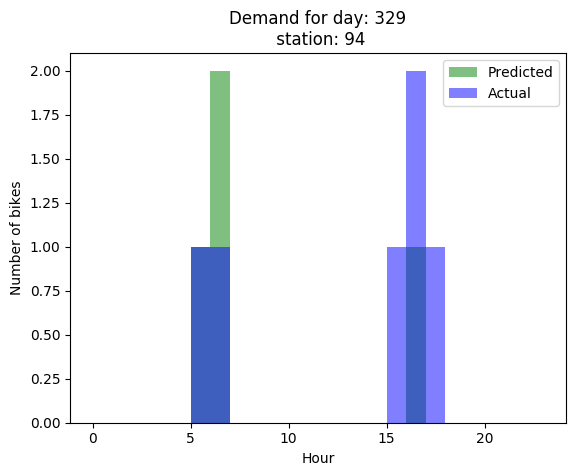 Demand for day: 329
station: 94
Predicted
Actual
2.00
1.75
1.50
1.25
1.00
0.75
0.50
0.25
0.00
Number of bikes
0 5 10 15 20
Hour